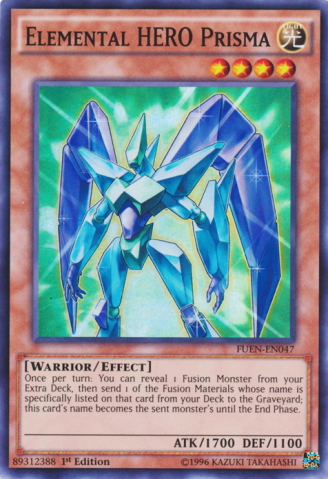 ELEMENTAL HERO PRISMA
光
FUEN-EN047
[WARRIOR/EFFECT]
Once per turn: You can reveal 1 Fusion Monster from your
Extra Deck, then send 1 of the Fusion Materials whose name is
specifically listed on that card from your Deck to the Graveyard;
this card's name becomes the sent monster's until the End Phase.
ATK/1700 DEF/1100
89312388 1st Edition ©1996 KAZUKI TAKAHASHI